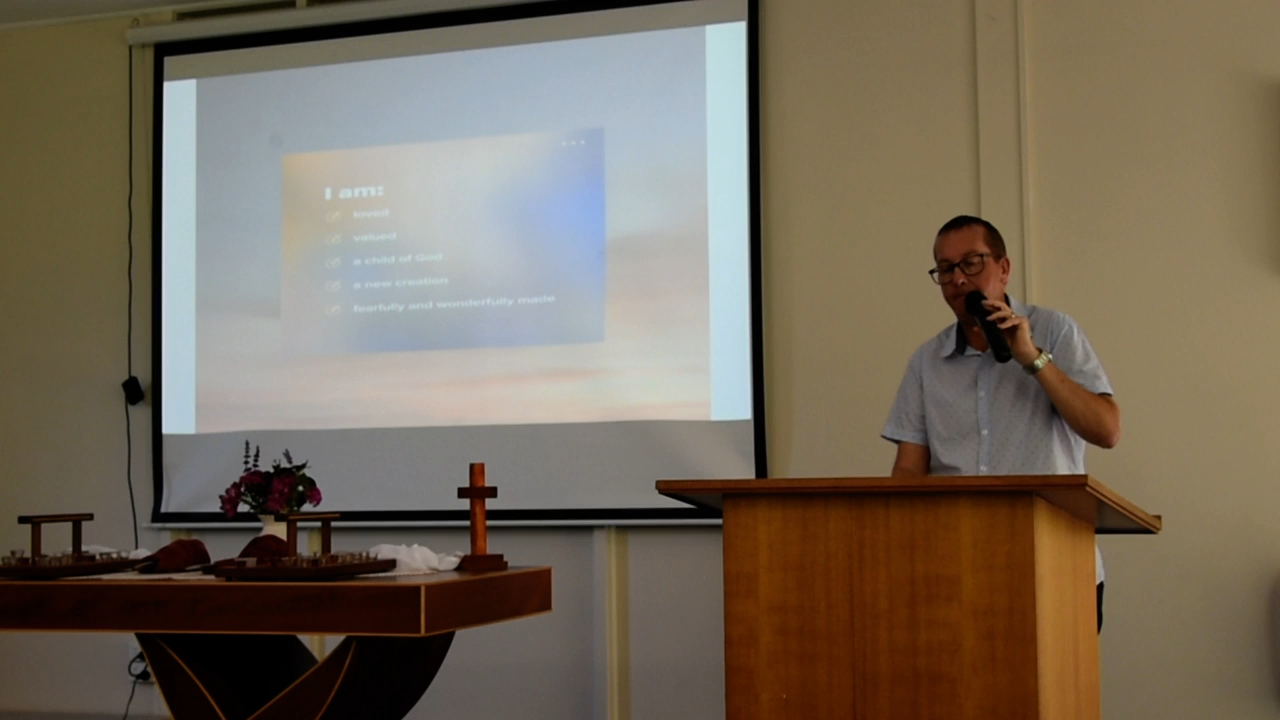 I am:
loved
valued
a child of God
a new creation
fearfully and wonderfully made